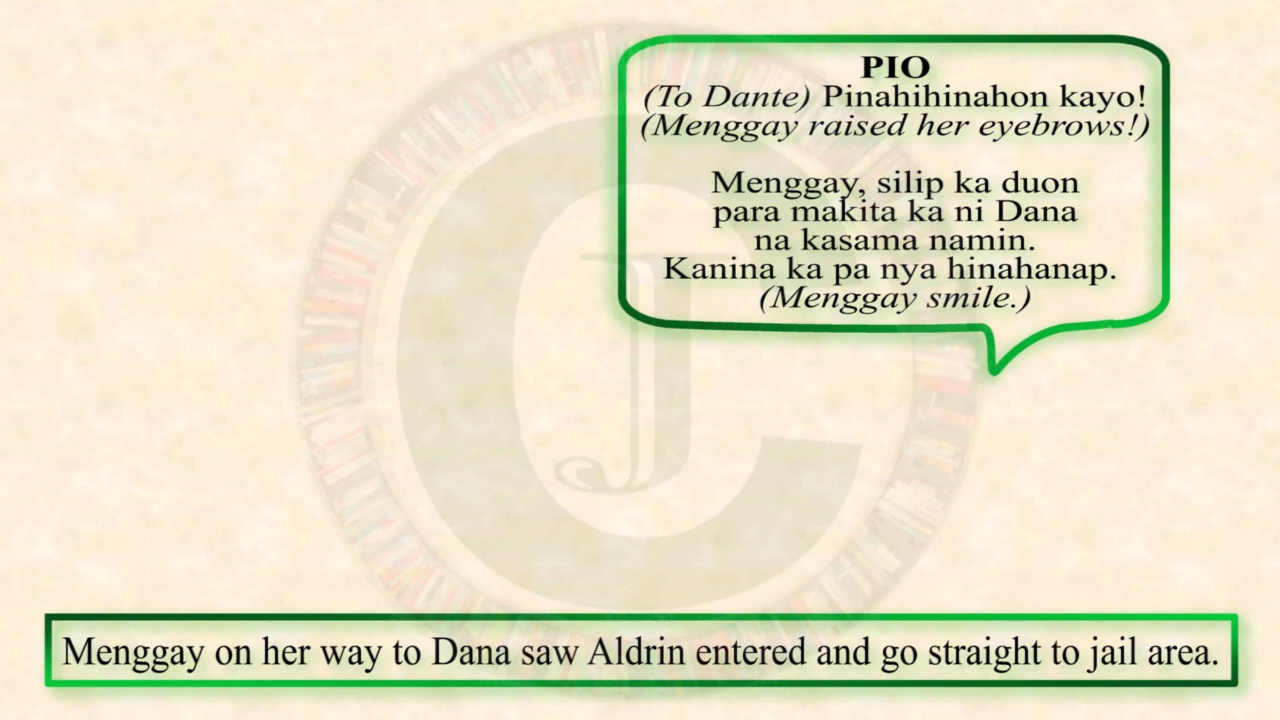 PIO
(To Dante) Pinahihinahon kayo!
(Menggay raised her eyebrows!)
Menggay, silip ka duon
para makita ka ni Dana
na kasama namin.
Kanina ka pa nya hinahanap.
(Menggay smile.)
Menggay on her way to Dana saw Aldrin entered and go straight to jail area.